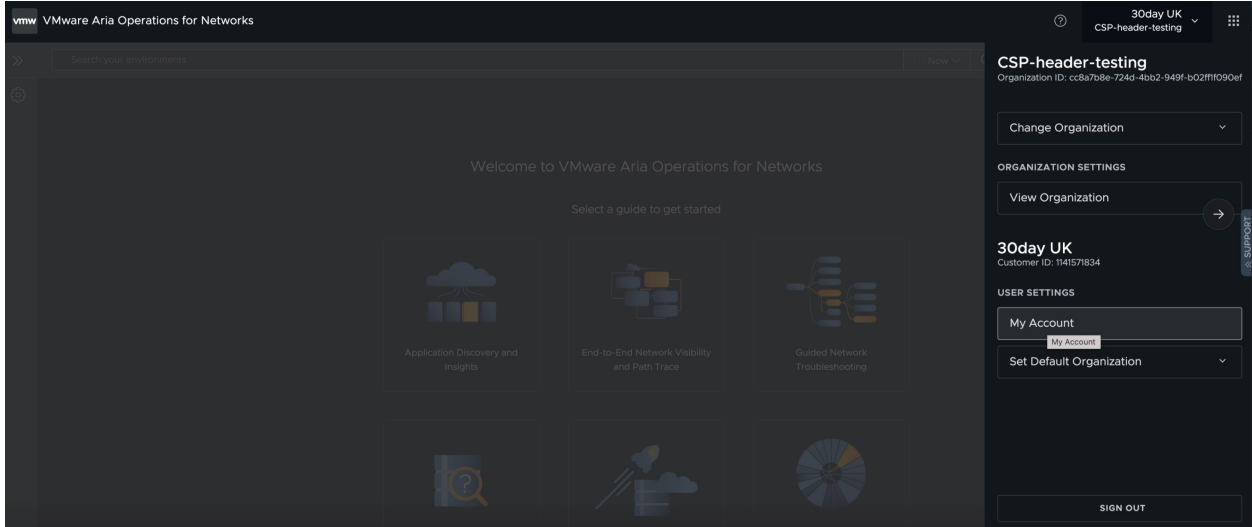 vmw VMware Aria Operations for Networks
30day UK
CSP-header-testing
Search your environments
Now
CSP-header-testing
Organization ID: cc8a7b8e-724d-4bb2-949f-b02ff1f090ef
Change Organization
ORGANIZATION SETTINGS
View Organization
SUPPORT
30day UK
Customer ID: 1141571834
USER SETTINGS
My Account
My Account
Set Default Organization
SIGN OUT
Welcome to VMware Aria Operations for Networks
Select a guide to get started
Application Discovery and
Insights
End-to-End Network Visibility
and Path Trace
Guided Network
Troubleshooting